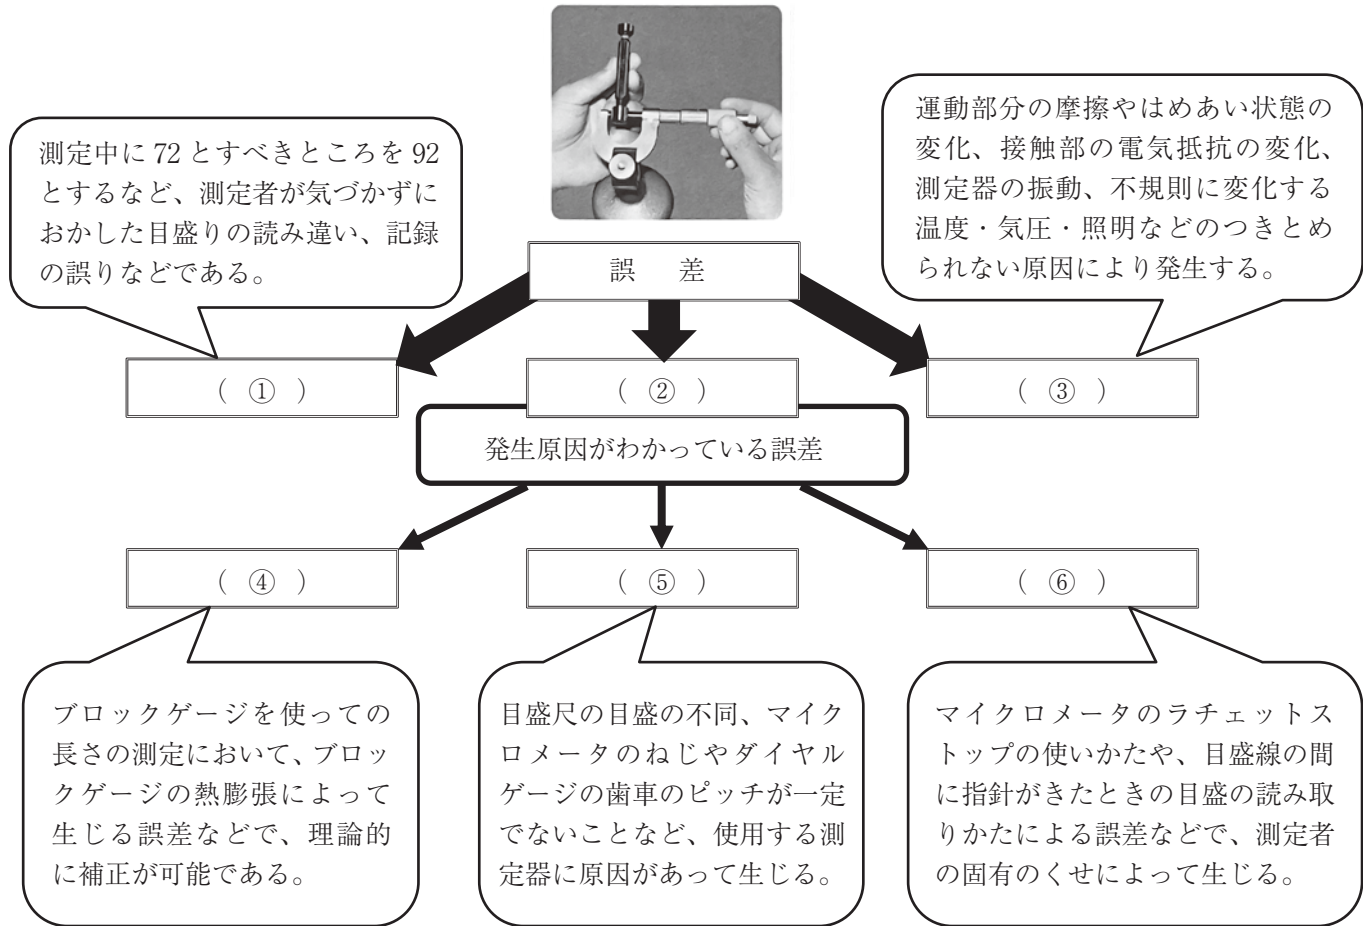 測定中に 72 とすべきところを 92
とするなど、測定者が気づかずに
おかした目盛りの読み違い、記録
の誤りなどである。
運動部分の摩擦やはめあい状態の
変化、接触部の電気抵抗の変化、
測定器の振動、不規則に変化する
温度・気圧・照明などのつきとめ
られない原因により発生する。
誤　差
（ ① ）
（ ② ）
（ ③ ）
発生原因がわかっている誤差
（ ④ ）
（ ⑤ ）
（ ⑥ ）
ブロックゲージを使っての
長さの測定において、ブロッ
クゲージの熱膨張によって
生じる誤差などで、理論的
に補正が可能である。
目盛尺の目盛の不同、マイク
ロメータのねじやダイヤル
ゲージの歯車のピッチが一定
でないことなど、使用する測
定器に原因があって生じる。
マイクロメータのラチェットス
トップの使いかたや、目盛線の間
に指針がきたときの目盛の読み取
りかたによる誤差などで、測定者
の固有のくせによって生じる。